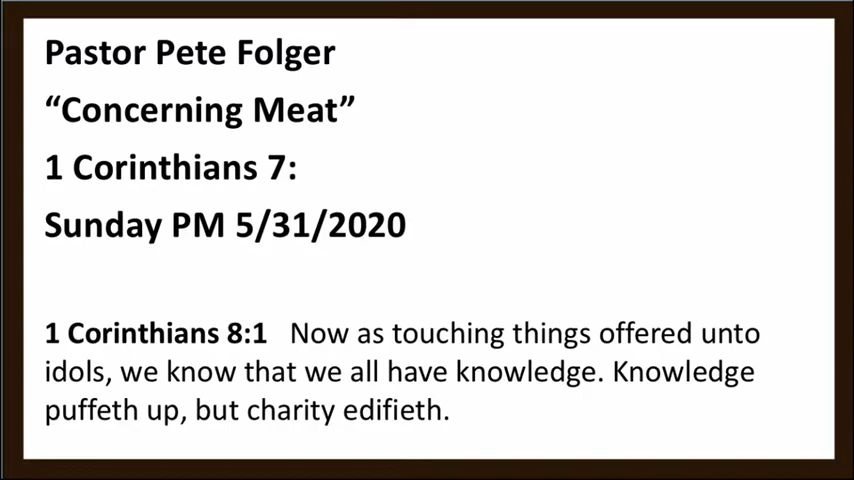 Pastor Pete Folger
“Concerning Meat”
1 Corinthians 7:
Sunday PM 5/31/2020
1 Corinthians 8:1 Now as touching things offered unto
idols, we know that we all have knowledge. Knowledge
puffeth up, but charity edifieth.